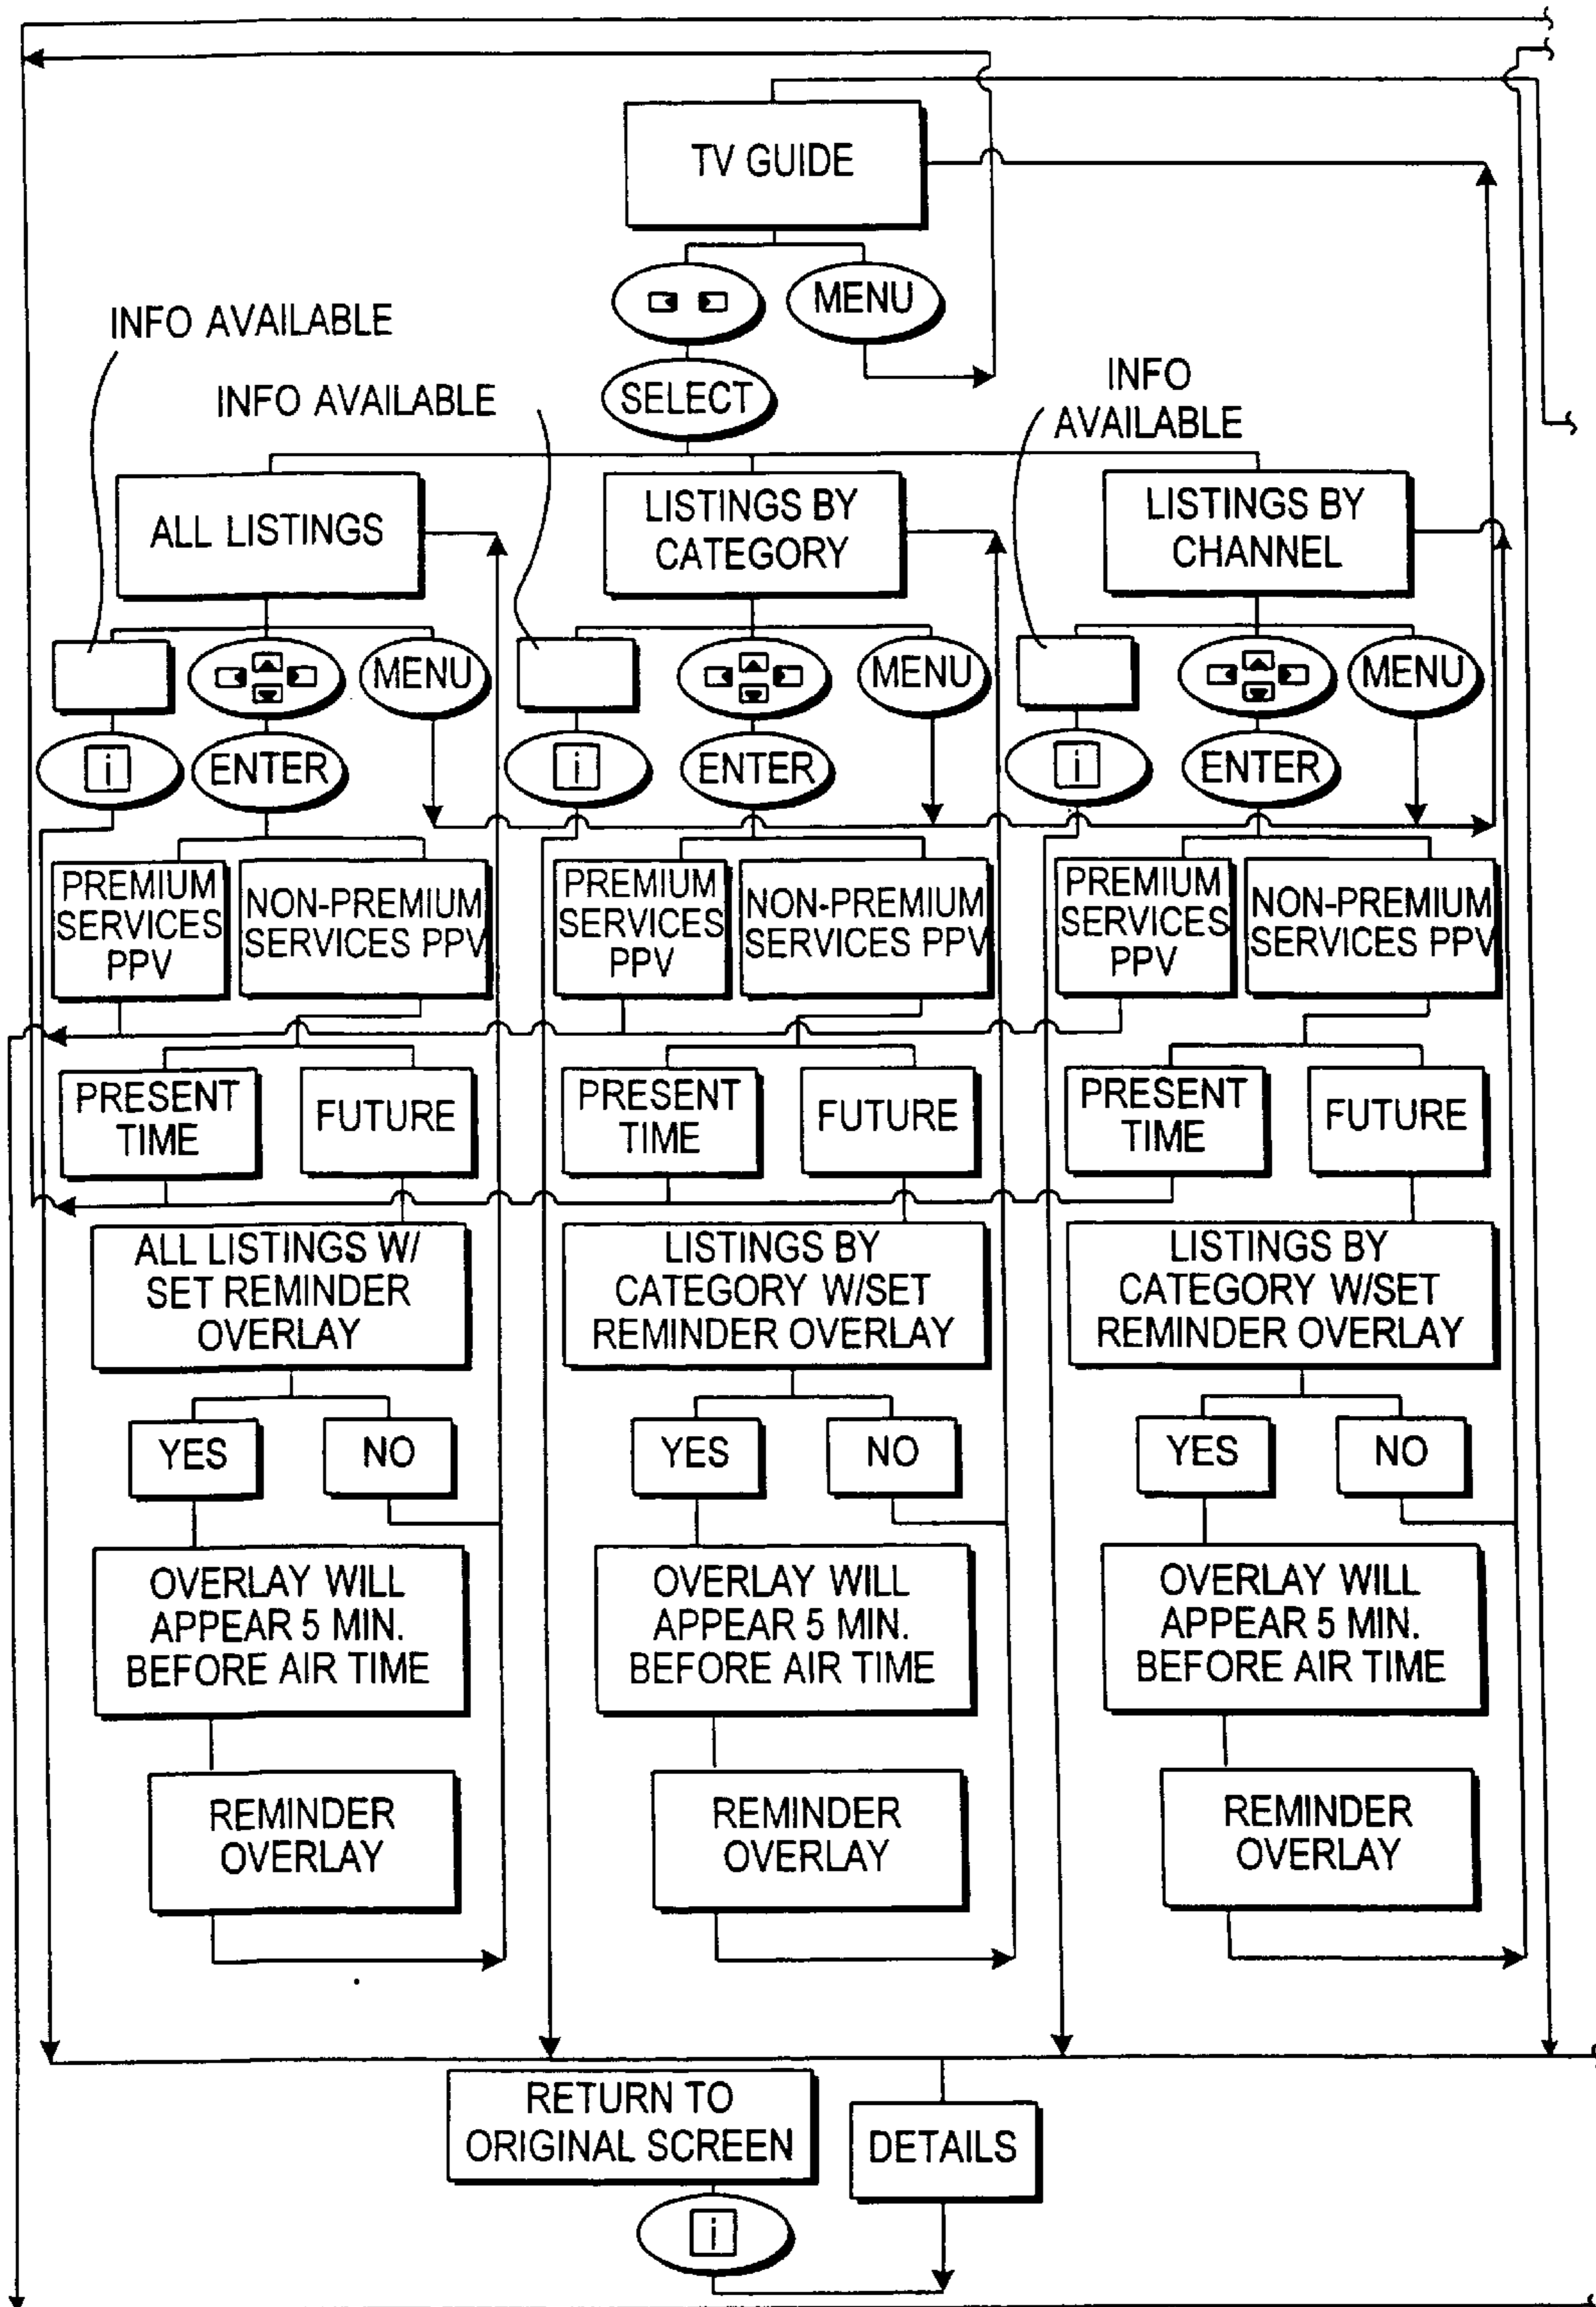 TV GUIDE
MENU
INFO AVAILABLE
INFO AVAILABLE
SELECT
INFO
AVAILABLE
ALL LISTINGS
LISTINGS BY
CATEGORY
LISTINGS BY
CHANNEL
MENU
MENU
MENU
i
ENTER
i
ENTER
i
ENTER
PREMIUM
SERVICES
PPV
NON-PREMIUM
SERVICES PPV
PREMIUM
SERVICES
PPV
NON-PREMIUM
SERVICES PPV
PREMIUM
SERVICES
PPV
NON-PREMIUM
SERVICES PPV
PRESENT
TIME
FUTURE
PRESENT
TIME
FUTURE
PRESENT
TIME
FUTURE
ALL LISTINGS W/
SET REMINDER
OVERLAY
LISTINGS BY
CATEGORY W/SET
REMINDER OVERLAY
LISTINGS BY
CATEGORY W/SET
REMINDER OVERLAY
YES
NO
YES
NO
YES
NO
OVERLAY WILL
APPEAR 5 MIN.
BEFORE AIR TIME
OVERLAY WILL
APPEAR 5 MIN.
BEFORE AIR TIME
OVERLAY WILL
APPEAR 5 MIN.
BEFORE AIR TIME
REMINDER
OVERLAY
REMINDER
OVERLAY
REMINDER
OVERLAY
RETURN TO
ORIGINAL SCREEN
DETAILS
i